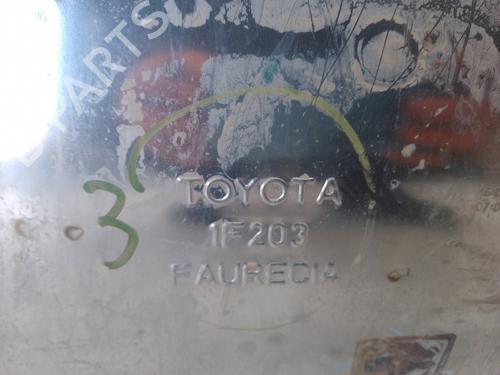 B-PARTS
3
TOYOTA
1F203
FAURECIA